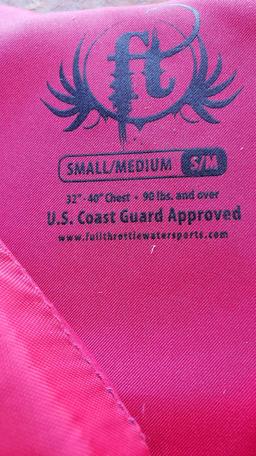 ft
SMALL/MEDIUM S/M
32"-40" Chest • 90 lbs. and over
U.S. Coast Guard Approved
www.fullthrottlewatersports.com